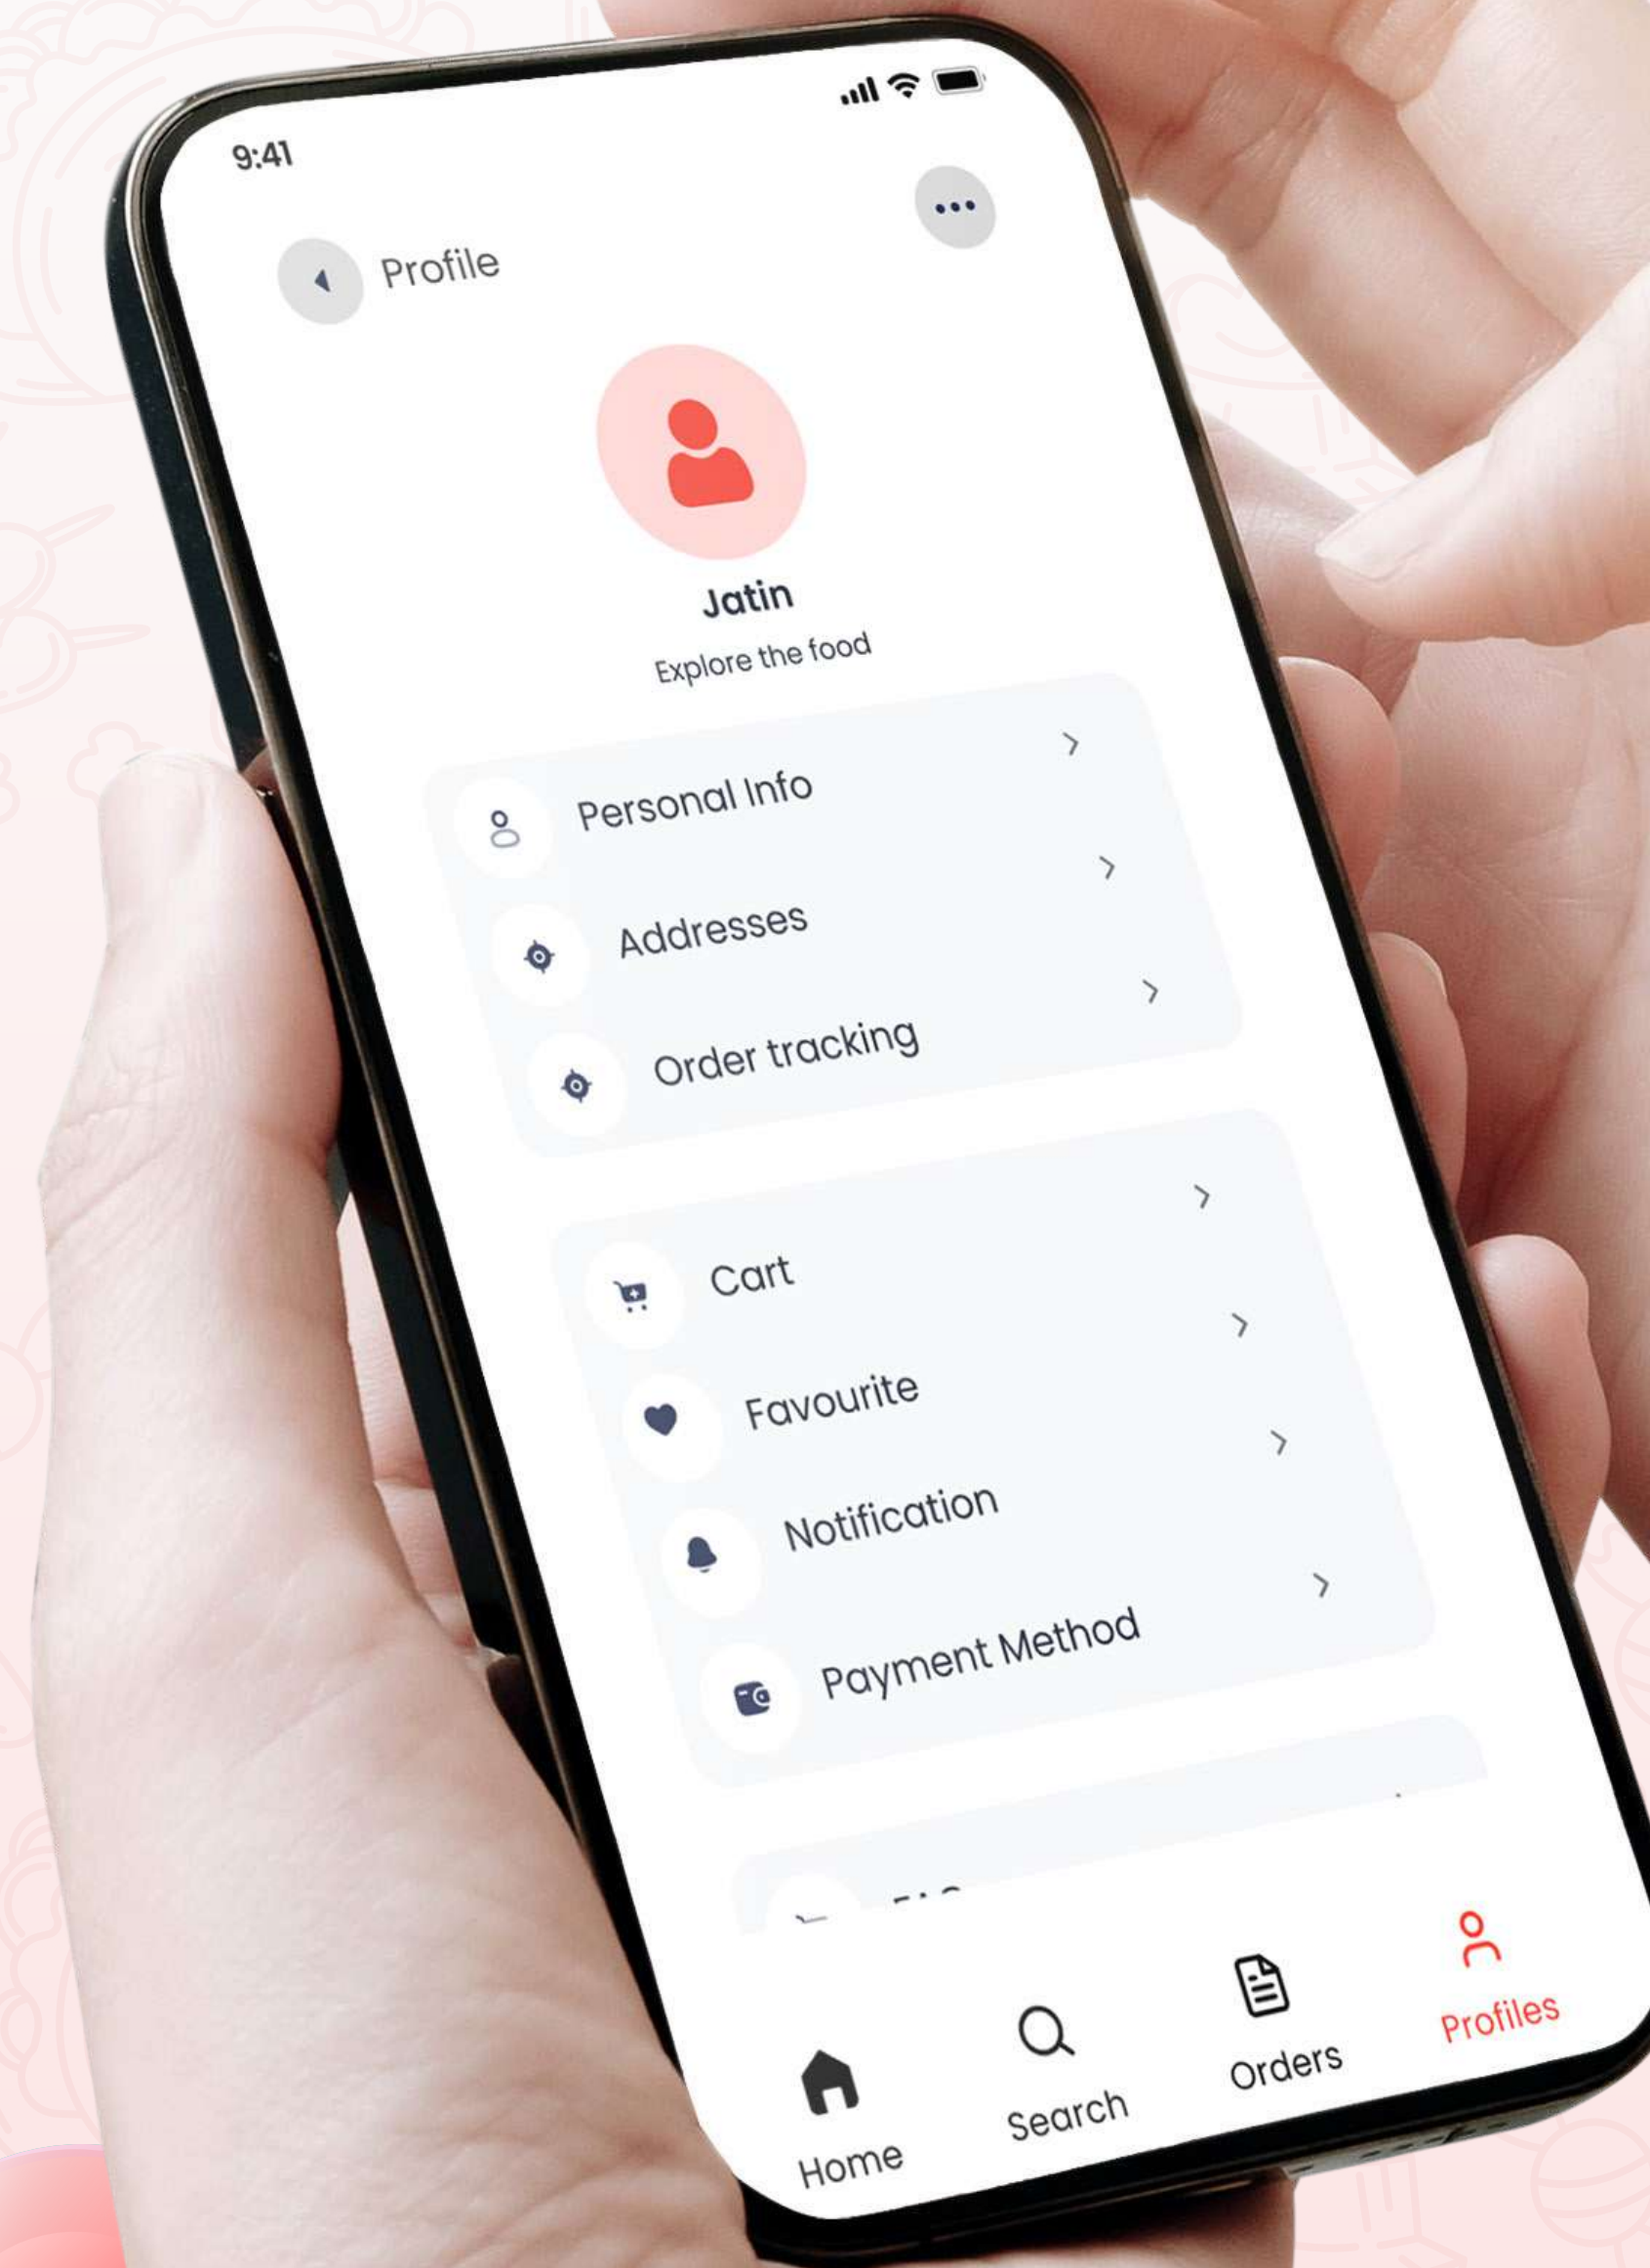 9:41
Profile
Jatin
Explore the food
Personal Info
Addresses
Order tracking
Cart
Favourite
Notification
Payment Method
Home
Search
Orders
Profiles